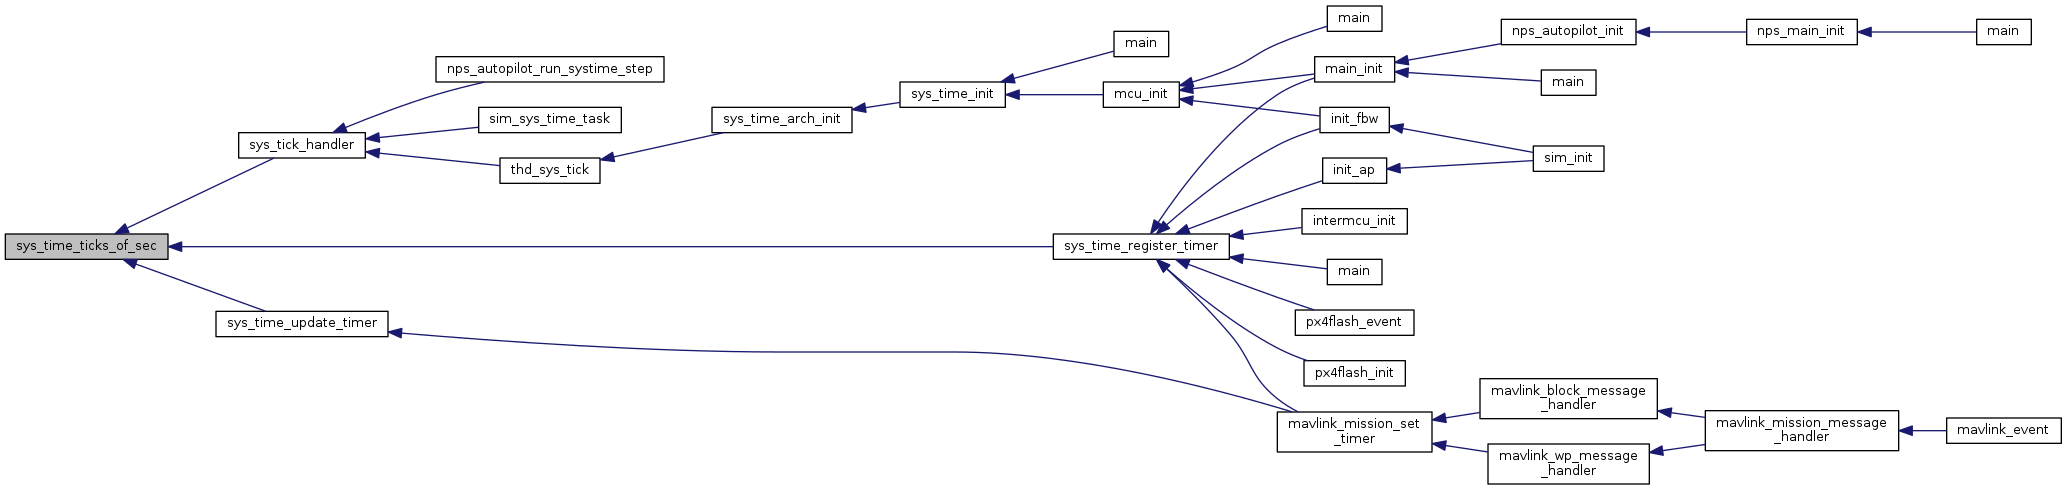 sys_time_ticks_of_sec
sys_tick_handler
nps_autopilot_run_systime_step
sim_sys_time_task
thd_sys_tick
sys_time_arch_init
sys_time_init
main
mcu_init
main
main_init
nps_autopilot_init
nps_main_init
main
main
init_fbw
sim_init
sys_time_register_timer
init_ap
intermcu_init
main
px4flash_event
px4flash_init
mavlink_mission_set
_timer
mavlink_block_message
_handler
mavlink_mission_message
_handler
mavlink_event
mavlink_wp_message
_handler
sys_time_update_timer